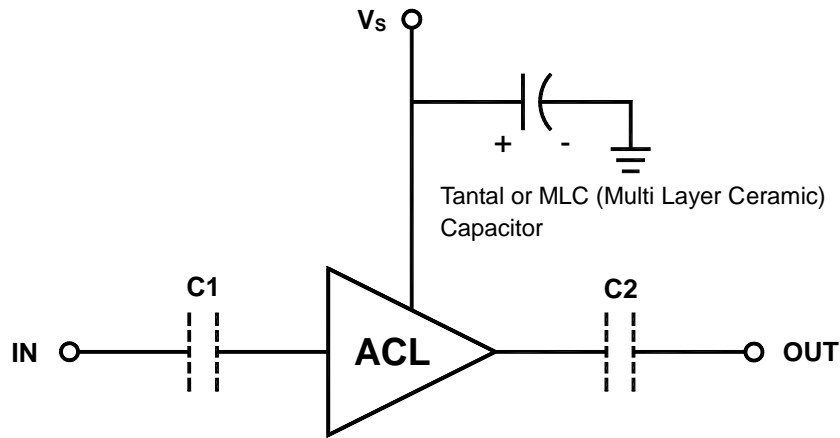 Vs
+ -
Tantal or MLC (Multi Layer Ceramic)
Capacitor
C1
C2
IN
ACL
OUT